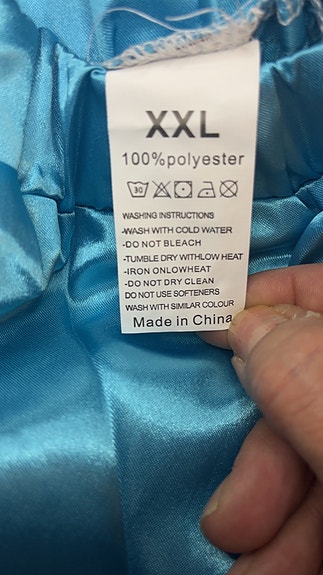 XXL
100%polyester
30
WASHING INSTRUCTIONS
-WASH WITH COLD WATER
-DO NOT BLEACH
-TUMBLE DRY WITHLOW HEAT
-IRON ONLOWHEAT
-DO NOT DRY CLEAN
DO NOT USE SOFTENERS
WASH WITH SIMILAR COLOUR
Made in China